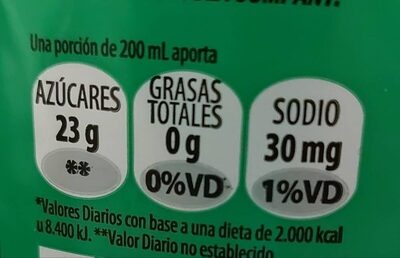 Una porción de 200 mL aporta
AZÚCARES
23 g
**
GRASAS
TOTALES
0 g
0%VD
SODIO
30 mg
1%VD
*Valores Diarios con base a una dieta de 2.000 kcal
u 8.400 kJ. **Valor Diario no establecido.